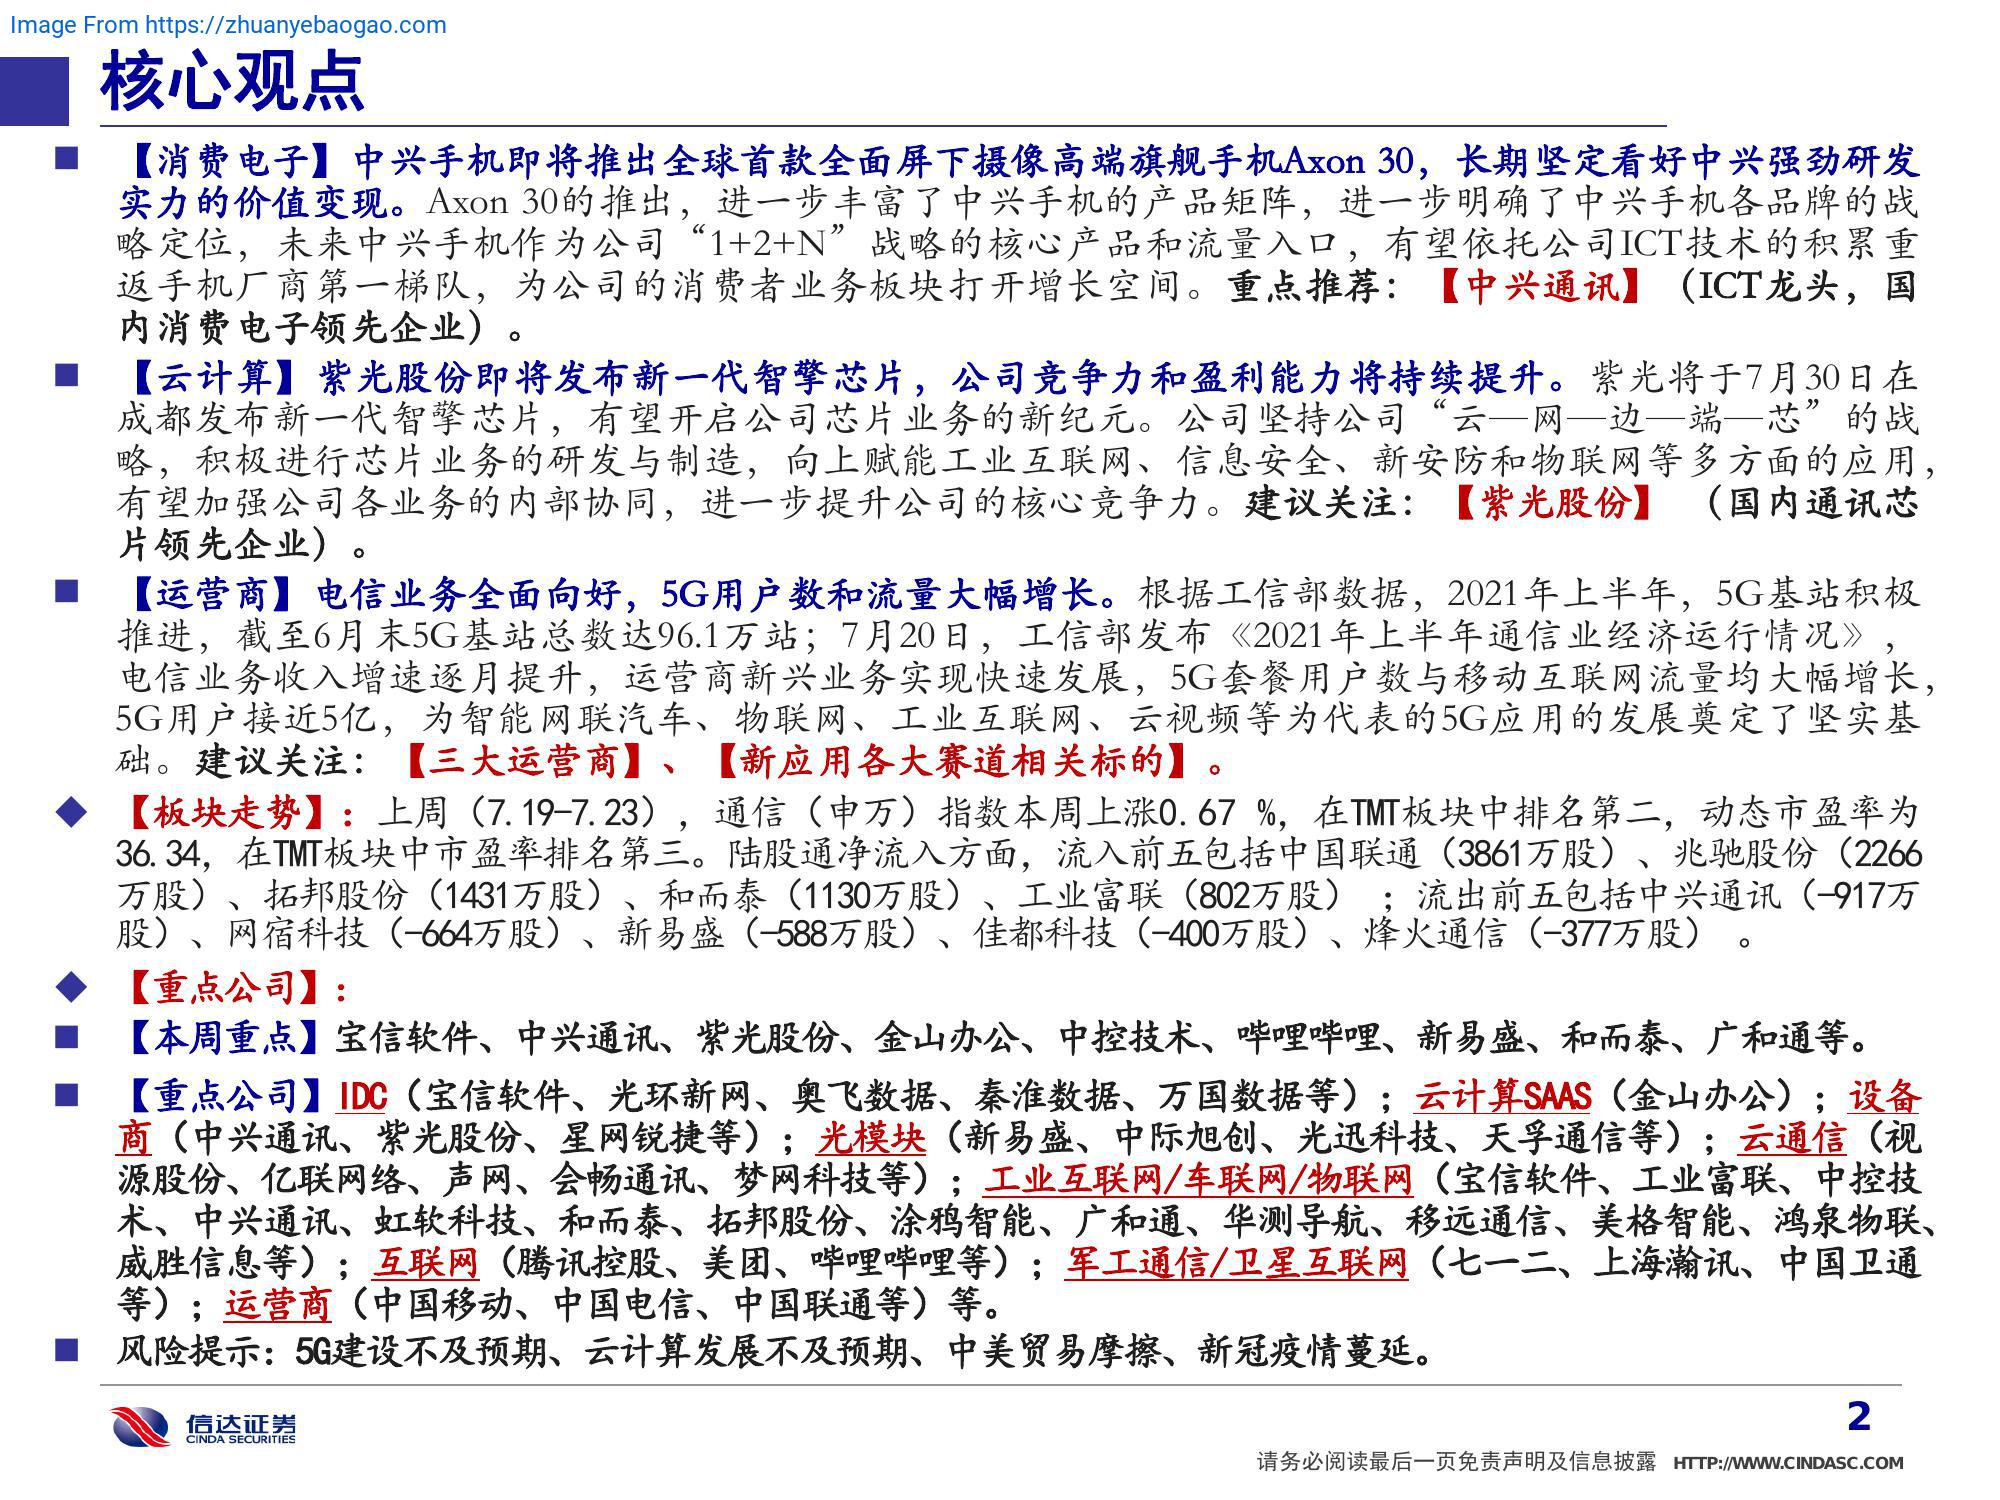 Image From https://zhuanyebaogao.com
核心观点
【消费电子】中兴手机即将推出全球首款全面屏下摄像高端旗舰手机Axon 30，长期坚定看好中兴强劲研发
实力的价值变现。Axon 30的推出，进一步丰富了中兴手机的产品矩阵，进一步明确了中兴手机各品牌的战
略定位，未来中兴手机作为公司“1+2+N”战略的核心产品和流量入口，有望依托公司ICT技术的积累重
返手机厂商第一梯队，为公司的消费者业务板块打开增长空间。重点推荐：【中兴通讯】（ICT龙头，国
内消费电子领先企业）。
【云计算】紫光股份即将发布新一代智擎芯片，公司竞争力和盈利能力将持续提升。紫光将于7月30日在
成都发布新一代智擎芯片，有望开启公司芯片业务的新纪元。公司坚持公司“云—网—边—端—芯”的战
略，积极进行芯片业务的研发与制造，向上赋能工业互联网、信息安全、新安防和物联网等多方面的应用，
有望加强公司各业务的内部协同，进一步提升公司的核心竞争力。建议关注：【紫光股份】（国内通讯芯
片领先企业）。
【运营商】电信业务全面向好，5G用户数和流量大幅增长。根据工信部数据，2021年上半年，5G基站积极
推进，截至6月末5G基站总数达96.1万站；7月20日，工信部发布《2021年上半年通信业经济运行情况》，
电信业务收入增速逐月提升，运营商新兴业务实现快速发展，5G套餐用户数与移动互联网流量均大幅增长，
5G用户接近5亿，为智能网联汽车、物联网、工业互联网、云视频等为代表的5G应用的发展奠定了坚实基
础。建议关注：【三大运营商】、【新应用各大赛道相关标的】。
【板块走势】：上周（7.19-7.23），通信（申万）指数本周上涨0.67 %，在TMT板块中排名第二，动态市盈率为
36.34，在TMT板块中市盈率排名第三。陆股通净流入方面，流入前五包括中国联通（3861万股）、兆驰股份（2266
万股）、拓邦股份（1431万股）、和而泰（1130万股）、工业富联（802万股） ；流出前五包括中兴通讯（-917万
股）、网宿科技（-664万股）、新易盛（-588万股）、佳都科技（-400万股）、烽火通信（-377万股） 。
【重点公司】：
【本周重点】宝信软件、中兴通讯、紫光股份、金山办公、中控技术、哔哩哔哩、新易盛、和而泰、广和通等。
【重点公司】IDC（宝信软件、光环新网、奥飞数据、秦淮数据、万国数据等）；云计算SAAS（金山办公）；设备
商（中兴通讯、紫光股份、星网锐捷等）；光模块（新易盛、中际旭创、光迅科技、天孚通信等）；云通信（视
源股份、亿联网络、声网、会畅通讯、梦网科技等）；工业互联网/车联网/物联网（宝信软件、工业富联、中控技
术、中兴通讯、虹软科技、和而泰、拓邦股份、涂鸦智能、广和通、华测导航、移远通信、美格智能、鸿泉物联、
威胜信息等）；互联网（腾讯控股、美团、哔哩哔哩等）；军工通信/卫星互联网（七一二、上海瀚讯、中国卫通
等）；运营商（中国移动、中国电信、中国联通等）等。
风险提示：5G建设不及预期、云计算发展不及预期、中美贸易摩擦、新冠疫情蔓延。
信达证券
CINDA SECURITIES
2
请务必阅读最后一页免责声明及信息披露 HTTP://WWW.CINDASC.COM